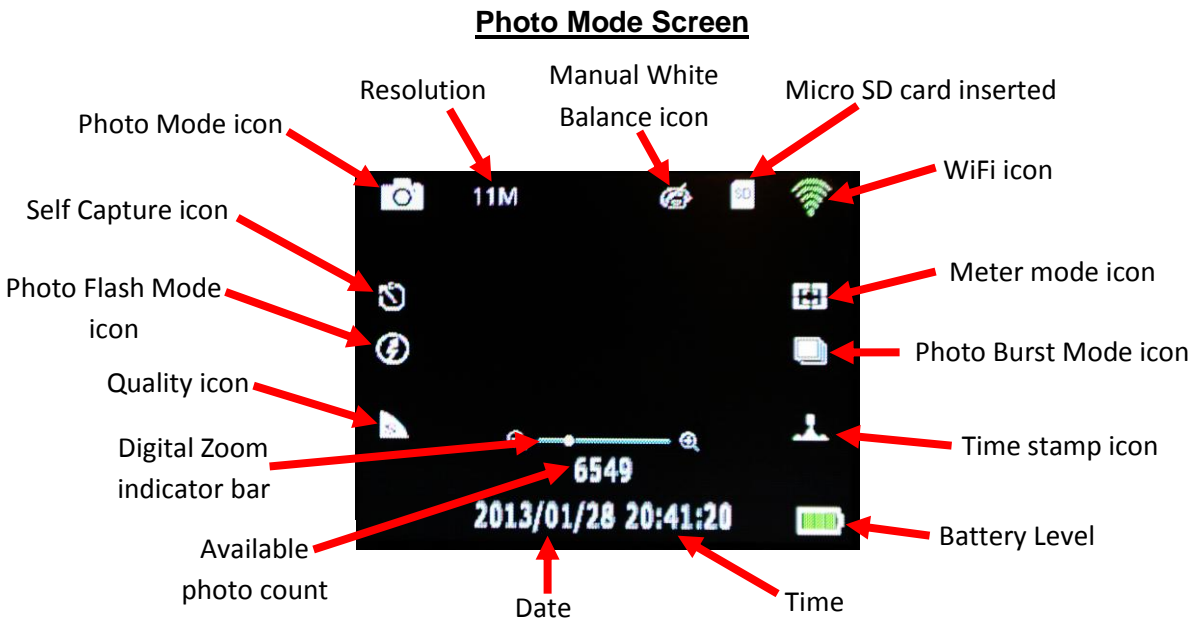 Photo Mode Screen
Resolution
Manual White
Balance icon
Micro SD card inserted
Photo Mode icon
WiFi icon
11M
SD
Self Capture icon
Meter mode icon
Photo Flash Mode
icon
Photo Burst Mode icon
Quality icon
Digital Zoom
indicator bar
Time stamp icon
6549
2013/01/28 20:41:20
Battery Level
Available
photo count
Date
Time